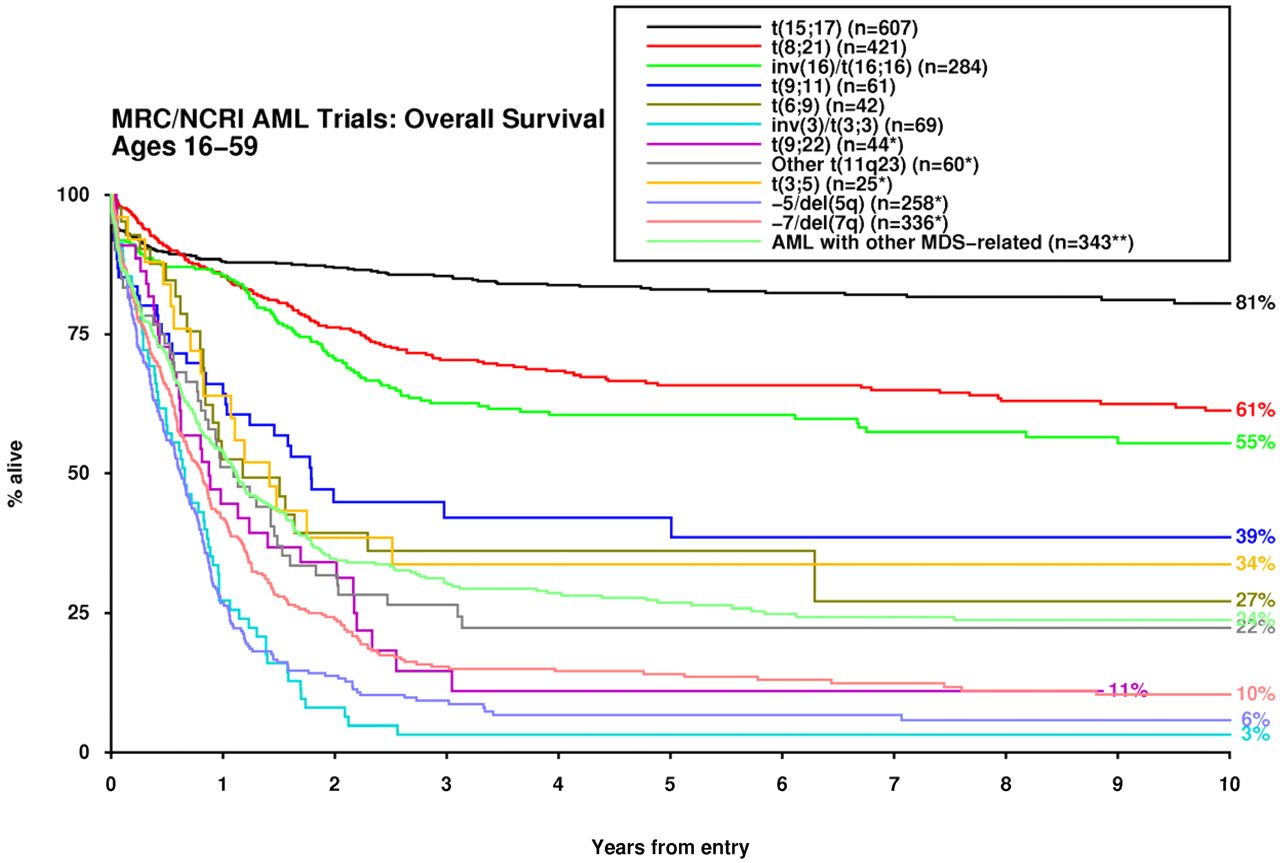 t(15;17) (n=607)
t(8;21) (n=421)
inv(16)/t(16;16) (n=284)
t(9;11) (n=61)
t(6;9) (n=42)
inv(3)/t(3;3) (n=69)
t(9;22) (n=44*)
Other t(11q23) (n=60*)
t(3;5) (n=25*)
−5/del(5q) (n=258*)
−7/del(7q) (n=336*)
AML with other MDS−related (n=343**)
MRC/NCRI AML Trials: Overall Survival
Ages 16−59
100
75
50
25
0
% alive
81%
61%
55%
39%
34%
27%
24%
22%
11%
10%
6%
3%
0 1 2 3 4 5 6 7 8 9 10
Years from entry